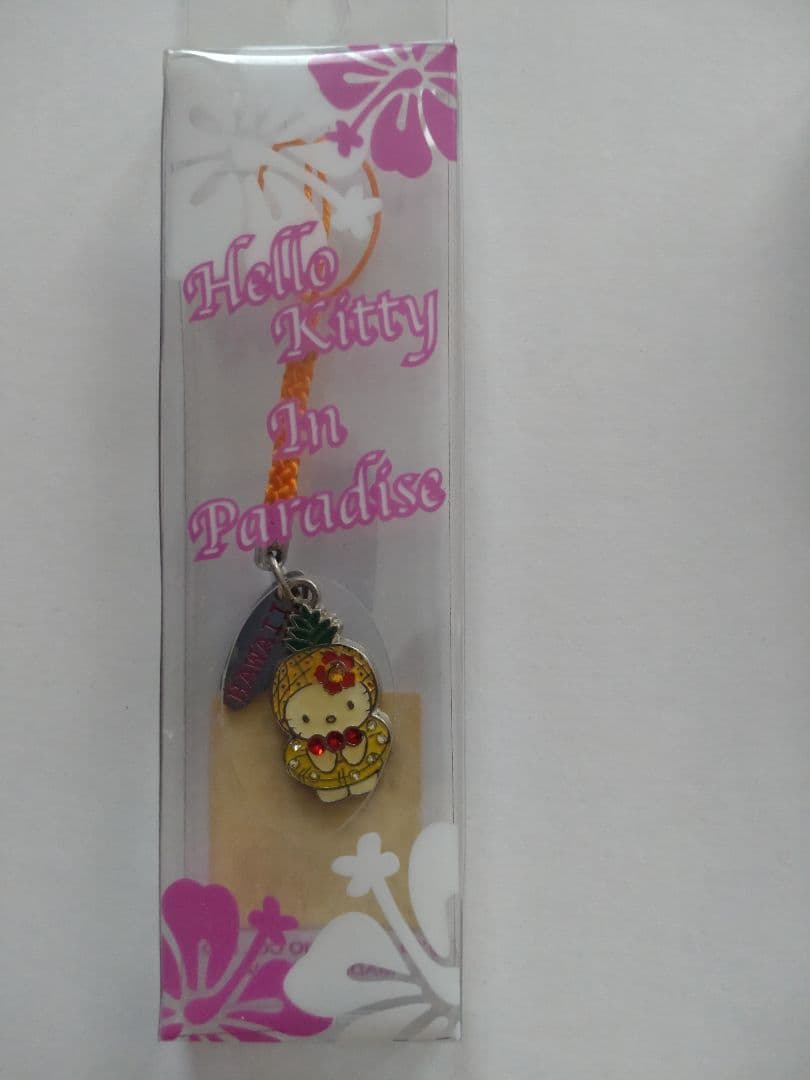 Hello
Kitty
In
Paradise
HAWAII